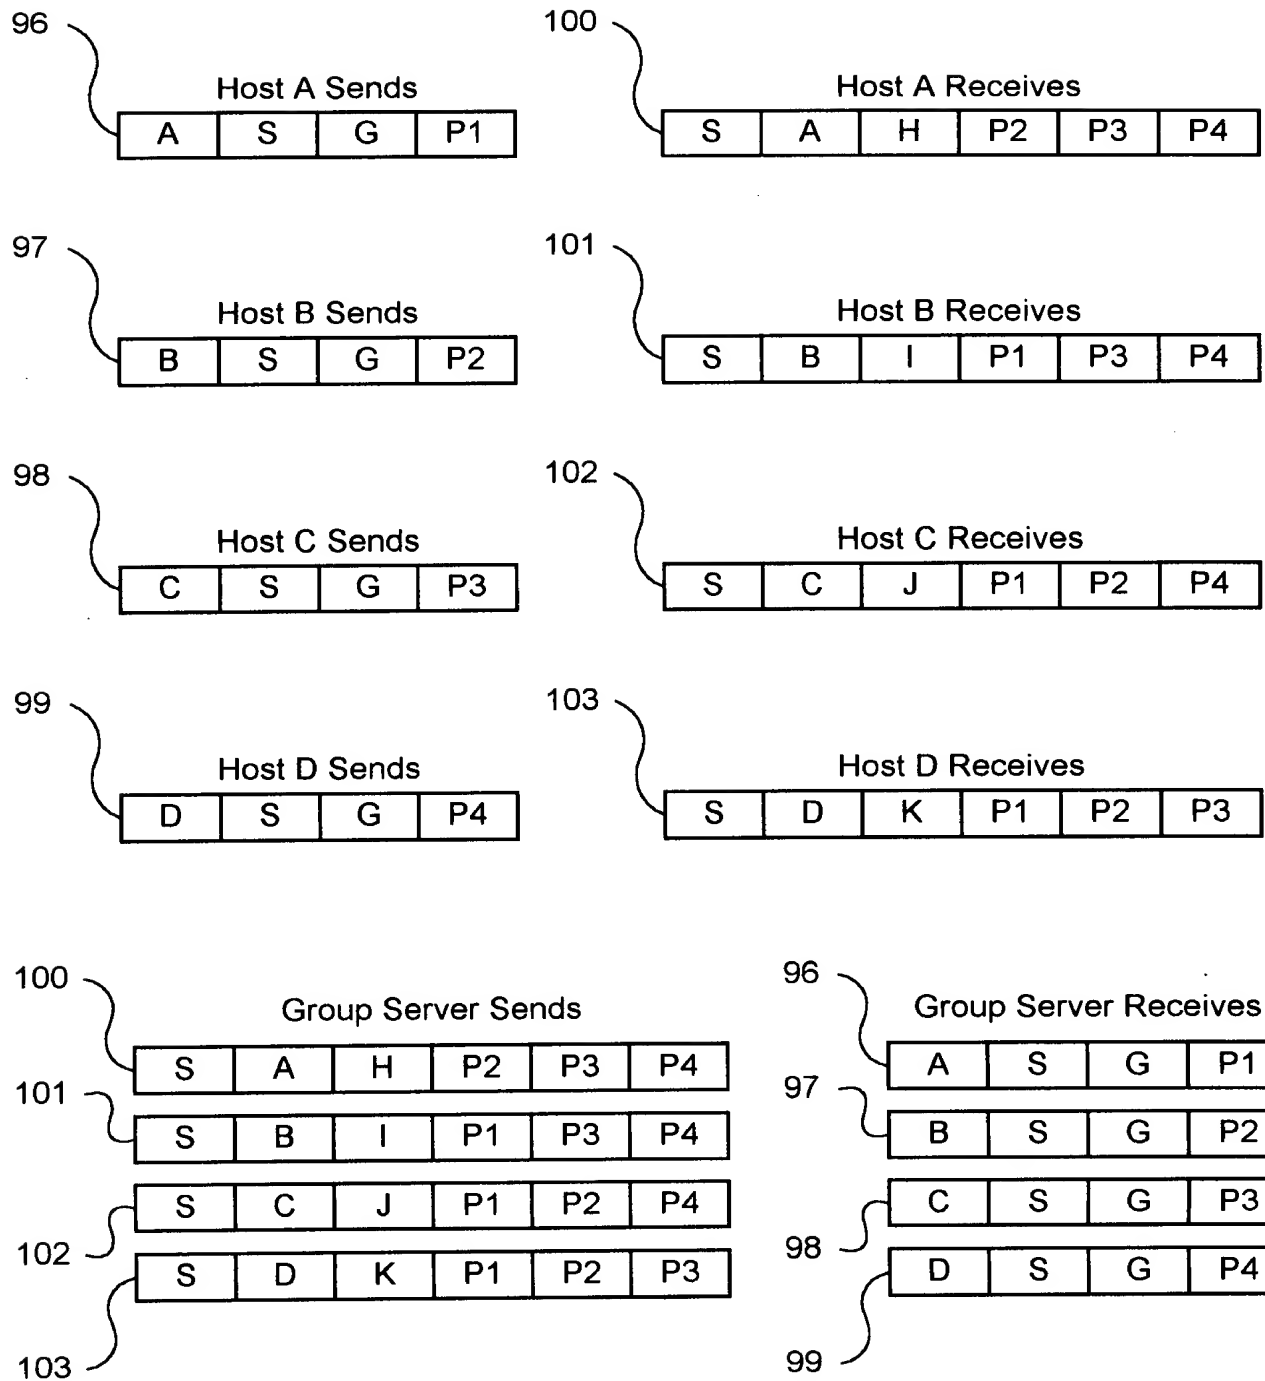 96
Host A Sends
A S G P1
100
Host A Receives
S A H P2 P3 P4
97
Host B Sends
B S G P2
101
Host B Receives
S B I P1 P3 P4
98
Host C Sends
C S G P3
102
Host C Receives
S C J P1 P2 P4
99
Host D Sends
D S G P4
103
Host D Receives
S D K P1 P2 P3
Group Server Sends
100
S A H P2 P3 P4
101
S B I P1 P3 P4
102
S C J P1 P2 P4
103
S D K P1 P2 P3
Group Server Receives
96
A S G P1
97
B S G P2
98
C S G P3
99
D S G P4